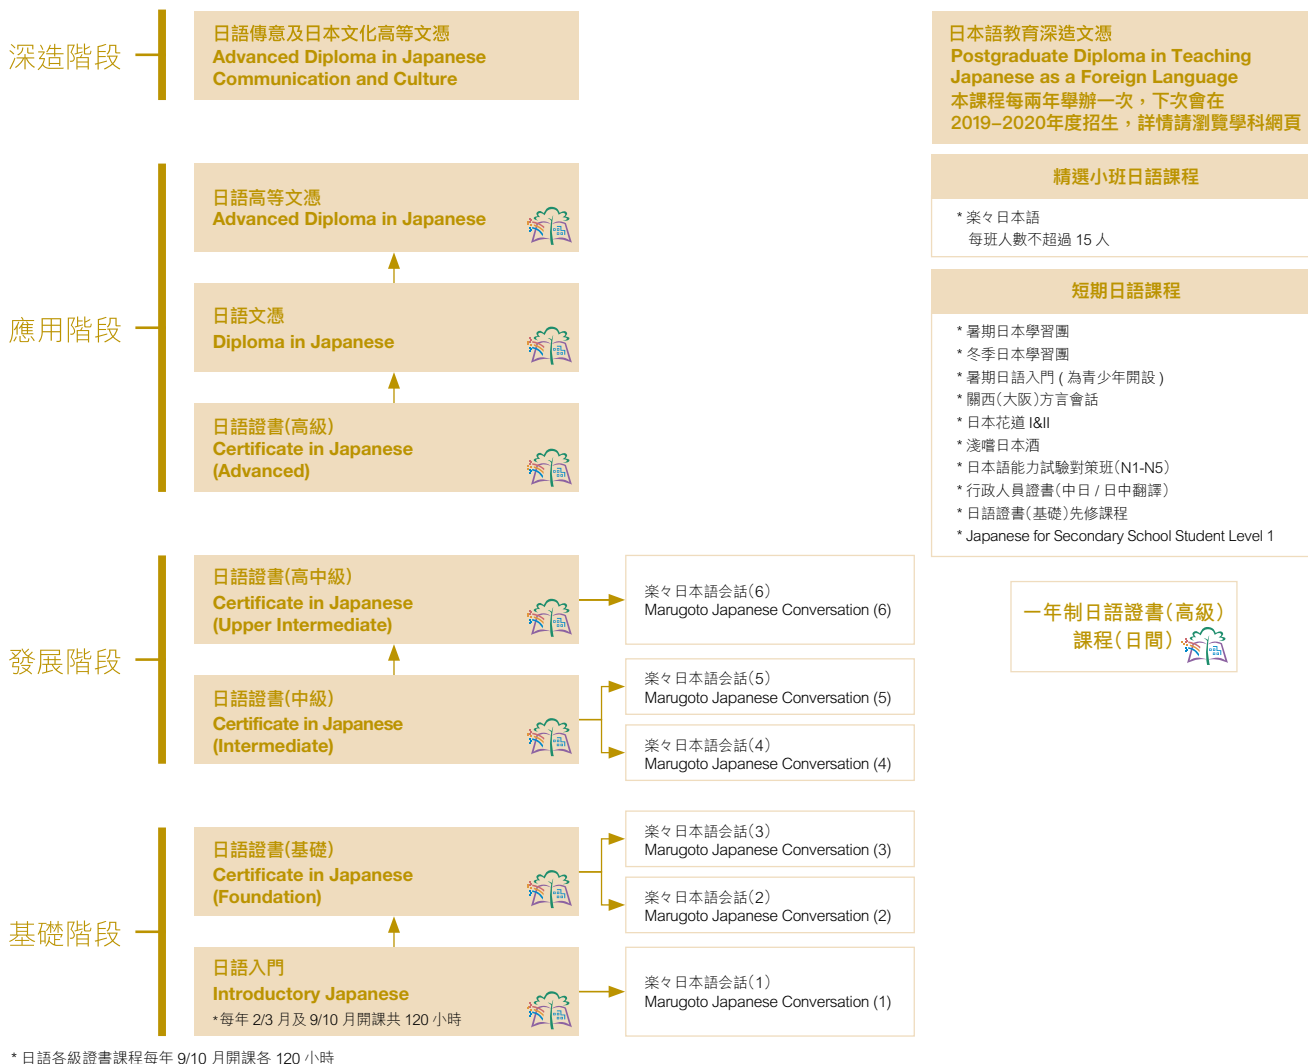 深造階段
日語傳意及日本文化高等文憑
Advanced Diploma in Japanese
Communication and Culture
應用階段
日語高等文憑
Advanced Diploma in Japanese
日語文憑
Diploma in Japanese
日語證書(高級)
Certificate in Japanese
(Advanced)
發展階段
日語證書(高中級)
Certificate in Japanese
(Upper Intermediate)
楽々日本語会話(6)
Marugoto Japanese Conversation (6)
日語證書(中級)
Certificate in Japanese
(Intermediate)
楽々日本語会話(5)
Marugoto Japanese Conversation (5)
楽々日本語会話(4)
Marugoto Japanese Conversation (4)
基礎階段
日語證書(基礎)
Certificate in Japanese
(Foundation)
楽々日本語会話(3)
Marugoto Japanese Conversation (3)
楽々日本語会話(2)
Marugoto Japanese Conversation (2)
日語入門
Introductory Japanese
*每年 2/3 月及 9/10 月開課共 120 小時
楽々日本語会話(1)
Marugoto Japanese Conversation (1)
* 日語各級證書課程每年 9/10 月開課各 120 小時
日本語教育深造文憑
Postgraduate Diploma in Teaching
Japanese as a Foreign Language
本課程每兩年舉辦一次，下次會在
2019–2020年度招生，詳情請瀏覽學科網頁
精選小班日語課程
* 楽々日本語
每班人數不超過 15 人
短期日語課程
* 暑期日本學習團
* 冬季日本學習團
* 暑期日語入門 ( 為青少年開設 )
* 關西(大阪)方言會話
* 日本花道 I&II
* 淺嚐日本酒
* 日本語能力試驗對策班(N1-N5)
* 行政人員證書(中日 / 日中翻譯)
* 日語證書(基礎)先修課程
* Japanese for Secondary School Student Level 1
一年制日語證書(高級)
課程(日間)